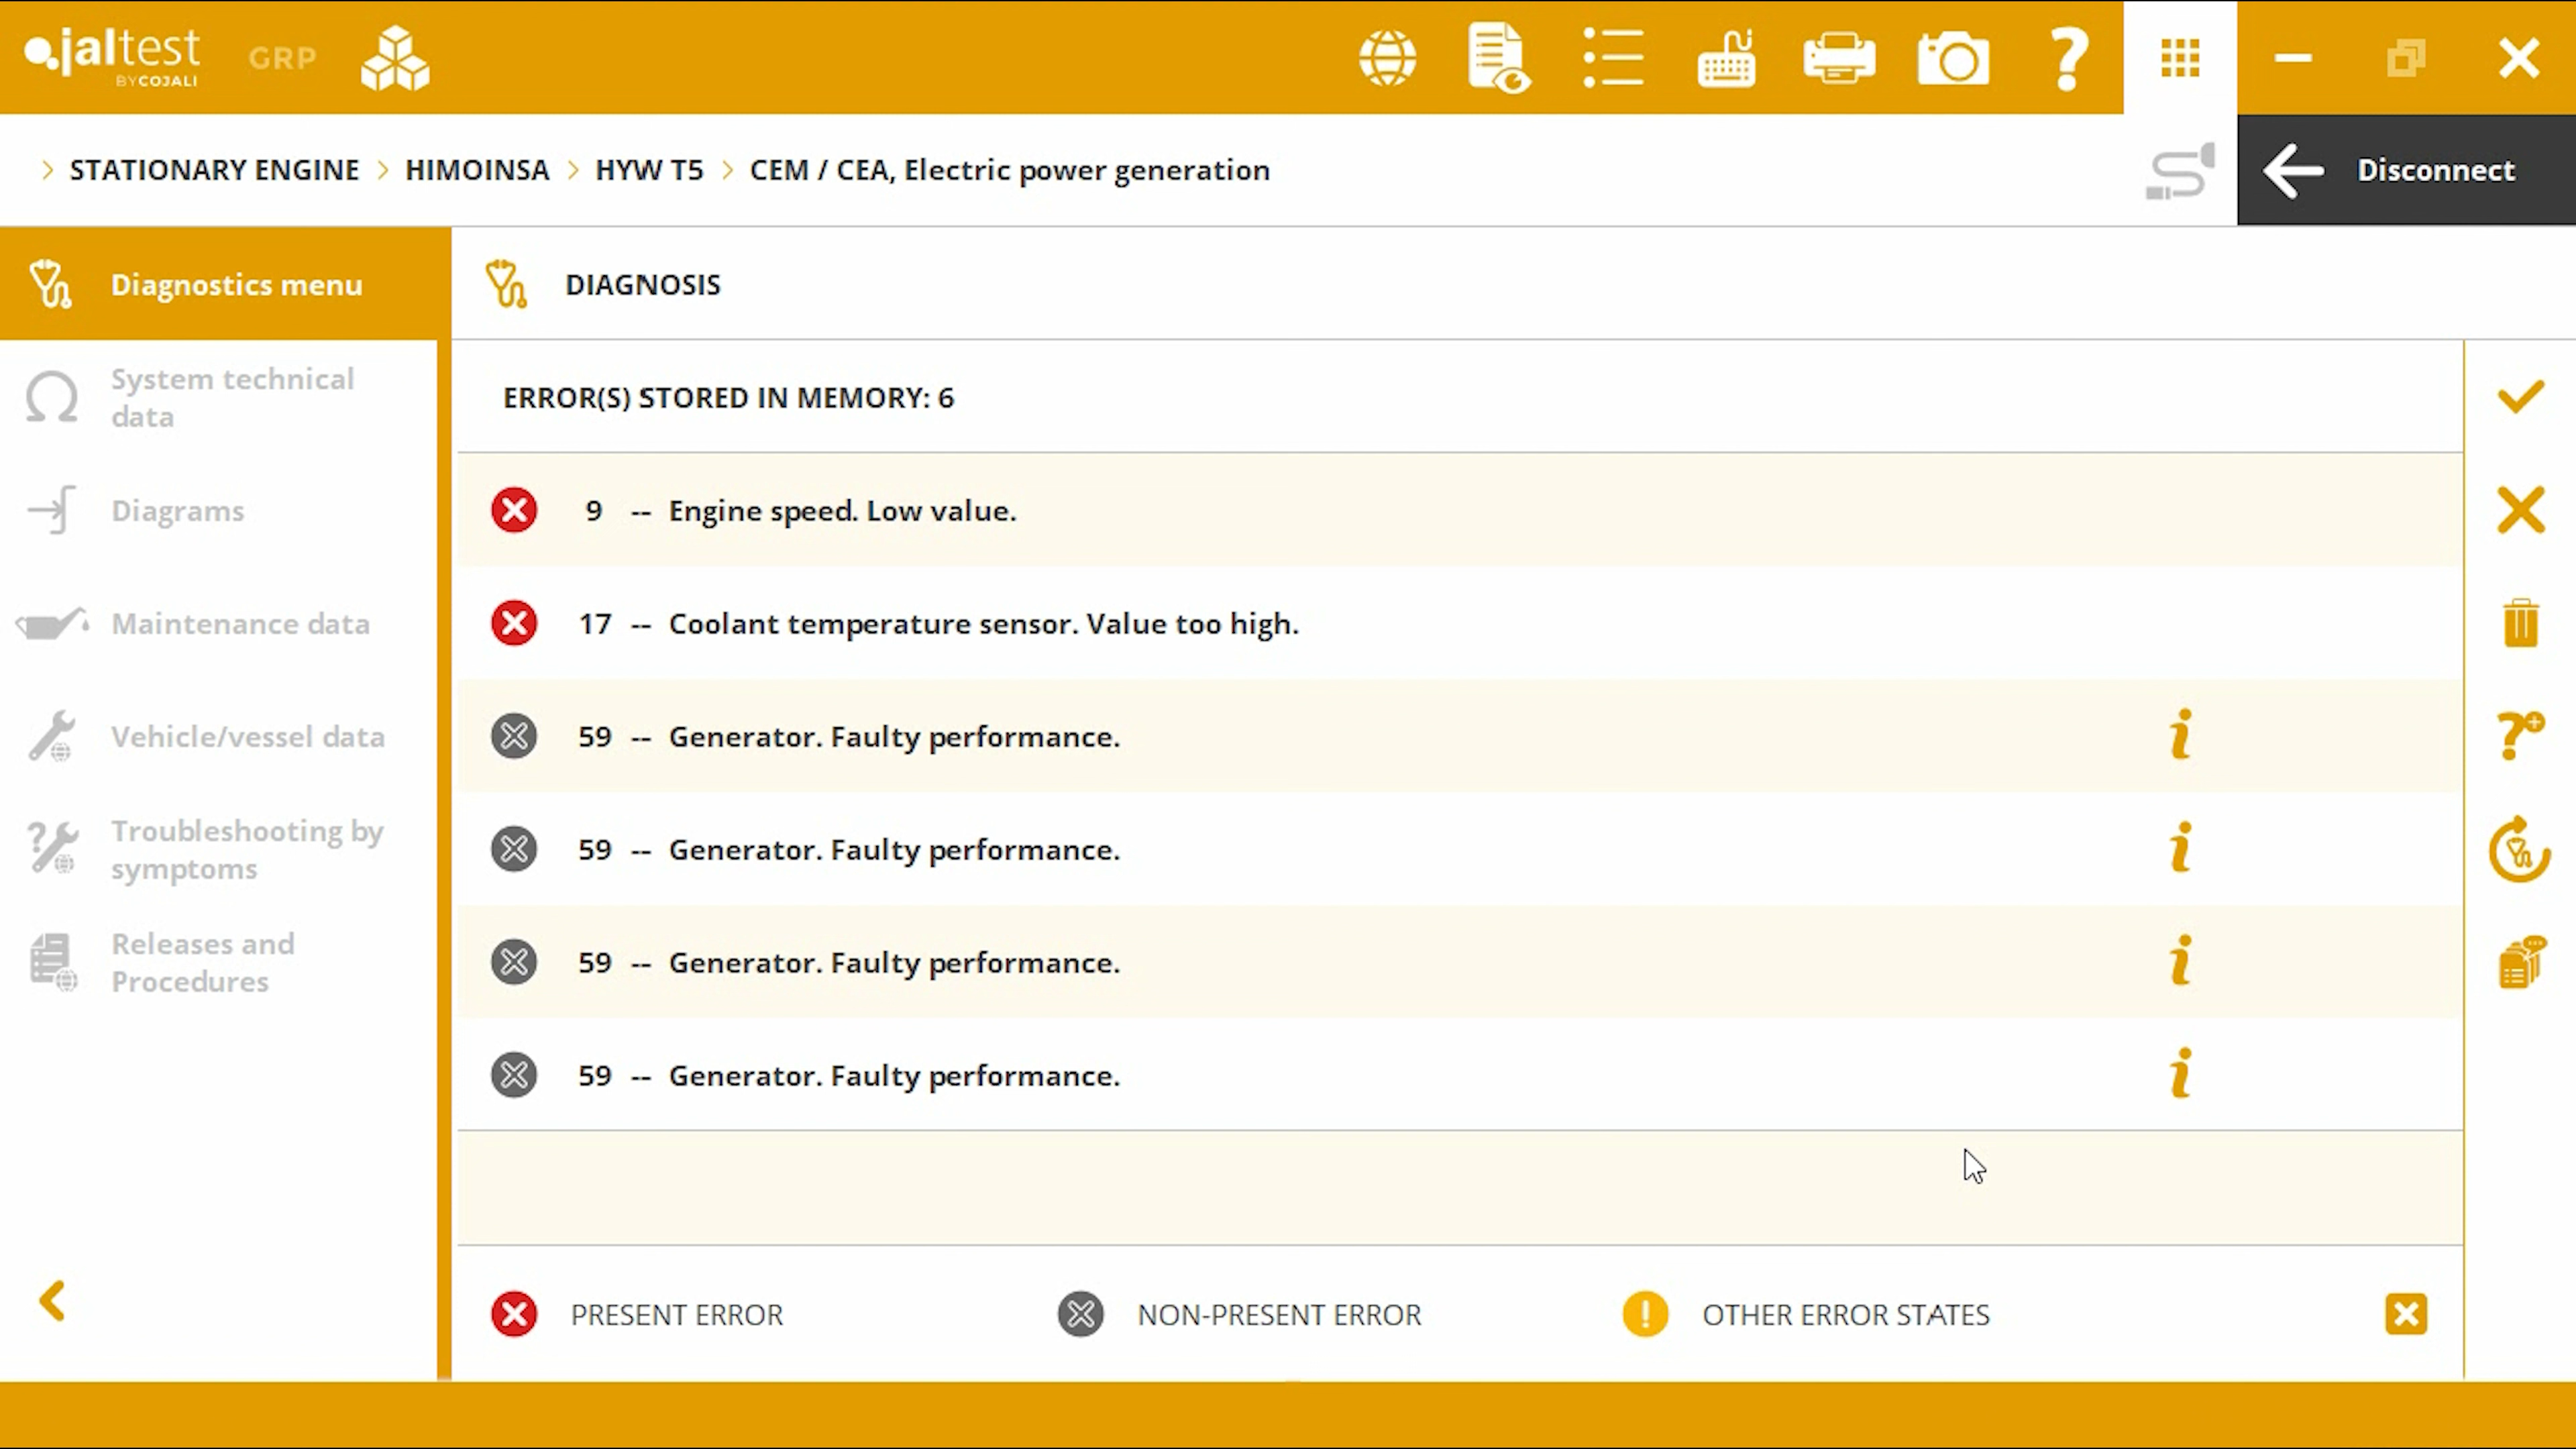 jaltest
BY COJALI
GRP
STATIONARY ENGINE > HIMOINSA > HYW T5 > CEM / CEA, Electric power generation
Disconnect
Diagnostics menu
System technical
data
Diagrams
Maintenance data
Vehicle/vessel data
Troubleshooting by
symptoms
Releases and
Procedures
DIAGNOSIS
ERROR(S) STORED IN MEMORY: 6
9 -- Engine speed. Low value.
17 -- Coolant temperature sensor. Value too high.
59 -- Generator. Faulty performance.
59 -- Generator. Faulty performance.
59 -- Generator. Faulty performance.
59 -- Generator. Faulty performance.
PRESENT ERROR
NON-PRESENT ERROR
OTHER ERROR STATES